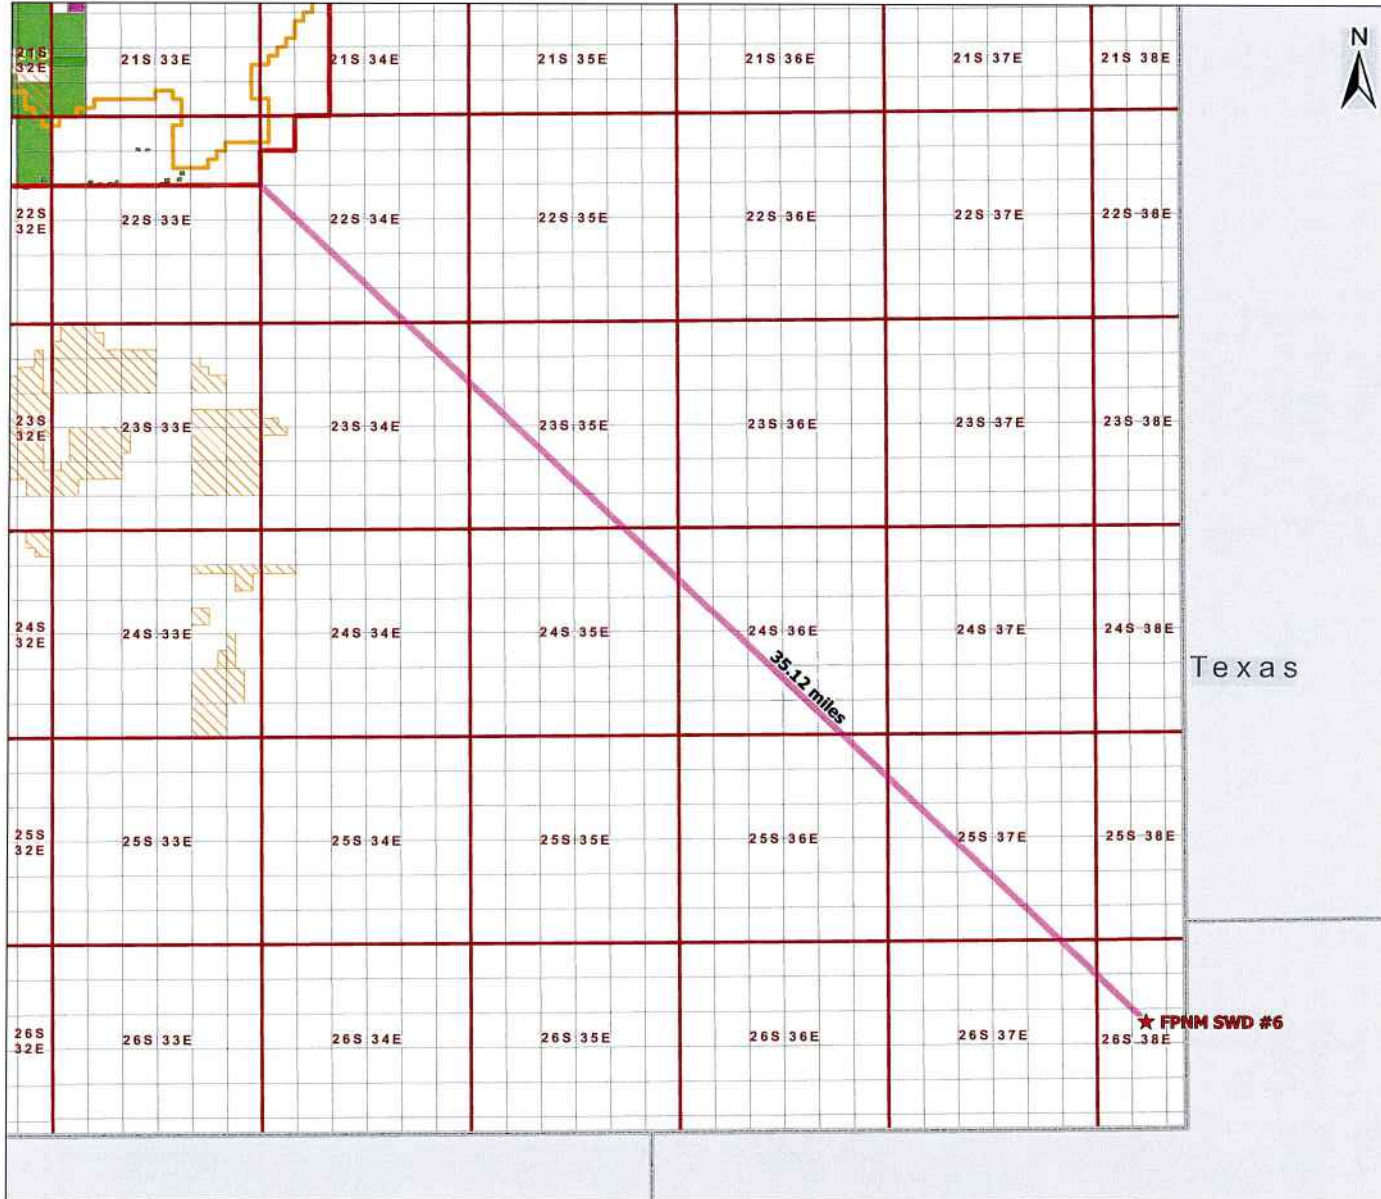 N
21S
32E
21S 33E
21S 34E
21S 35E
21S 36E
21S 37E
21S 38E
22S
32E
22S 33E
22S 34E
22S 35E
22S 36E
22S 37E
22S 38E
23S
32E
23S 33E
23S 34E
23S 35E
23S 36E
23S 37E
23S 38E
24S
32E
24S 33E
24S 34E
24S 35E
24S 36E
24S 37E
24S 38E
35.12 miles
Texas
25S
32E
25S 33E
25S 34E
25S 35E
25S 36E
25S 37E
25S 38E
FPNM SWD #6
26S
32E
26S 33E
26S 34E
26S 35E
26S 36E
26S 37E
26S 38E